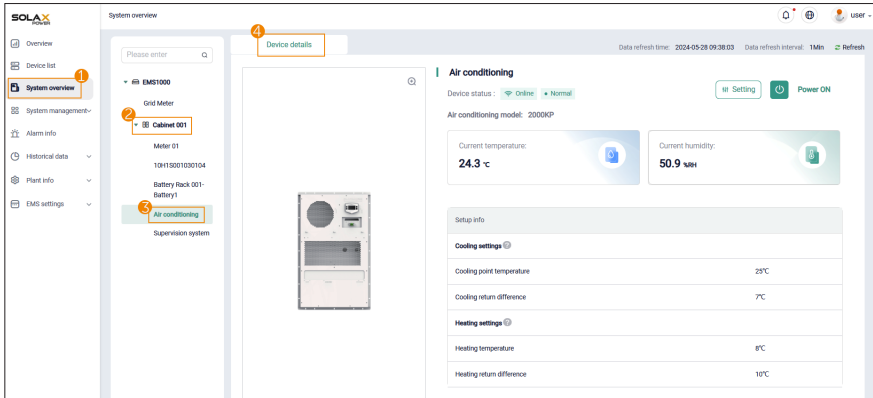 SOLAX
POWER
System overview
user
Overview
Device list
1
System overview
System management
Alarm info
Historical data
Plant info
EMS settings
Please enter
EMS1000
Grid Meter
2
Cabinet 001
Meter 01
10H1S001030104
Battery Rack 001-
Battery1
3
Air conditioning
Supervision system
4
Device details
Data refresh time: 2024-05-28 09:38:03 Data refresh interval: 1Min Refresh
Air conditioning
Device status : Online Normal
Setting
Power ON
Air conditioning model: 2000KP
Current temperature:
24.3 ℃
Current humidity:
50.9 %RH
Setup info
Cooling settings ?
Cooling point temperature 25℃
Cooling return difference 7℃
Heating settings ?
Heating temperature 8℃
Heating return difference 10℃